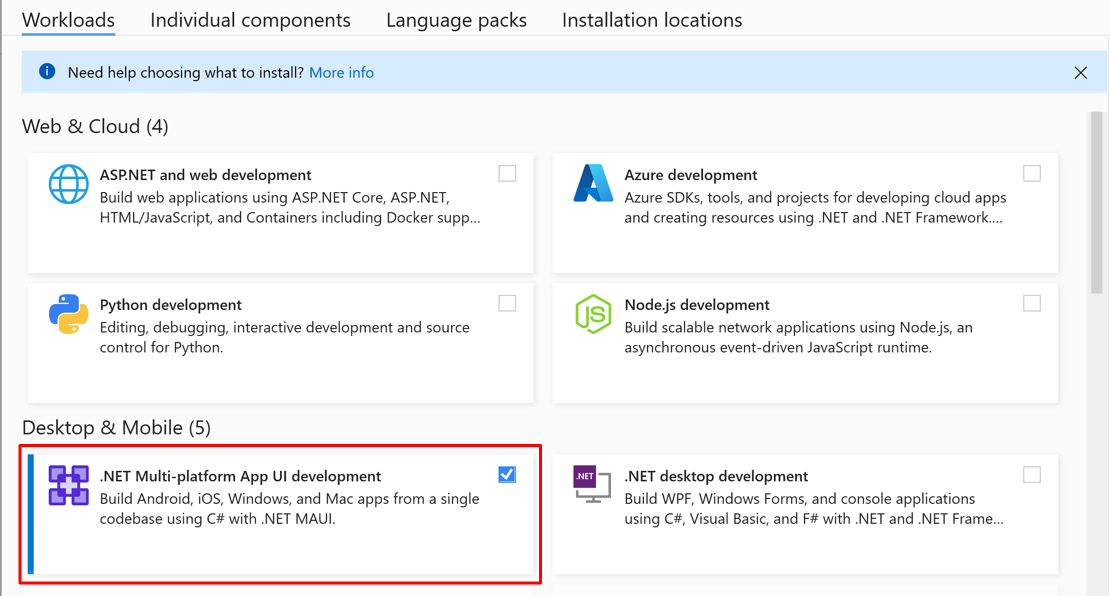 Workloads Individual components Language packs Installation locations
Need help choosing what to install? More info
Web & Cloud (4)
ASP.NET and web development
Build web applications using ASP.NET Core, ASP.NET,
HTML/JavaScript, and Containers including Docker supp...
Azure development
Azure SDKs, tools, and projects for developing cloud apps
and creating resources using .NET and .NET Framework....
Python development
Editing, debugging, interactive development and source
control for Python.
JS
Node.js development
Build scalable network applications using Node.js, an
asynchronous event-driven JavaScript runtime.
Desktop & Mobile (5)
.NET Multi-platform App UI development
Build Android, iOS, Windows, and Mac apps from a single
codebase using C# with .NET MAUI.
.NET
.NET desktop development
Build WPF, Windows Forms, and console applications
using C#, Visual Basic, and F# with .NET and .NET Frame...